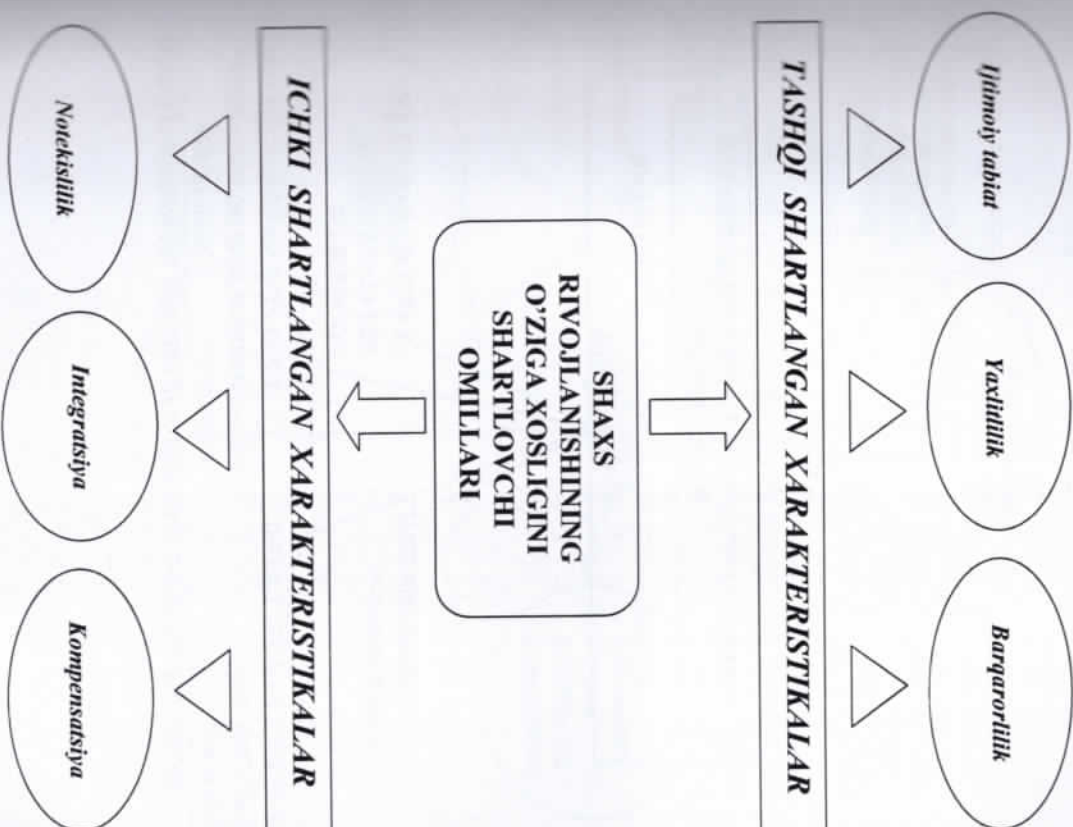 Ijtimoiy tabiat
Yaxlitlilik
Barqarorlilik
TASHQI SHARTLANGAN XARAKTERISTIKALAR
SHAXS
RIVOJLANISHINING
O'ZIGA XOSLIGINI
SHARTLOVCHI
OMILLARI
ICHKI SHARTLANGAN XARAKTERISTIKALAR
Notekislilik
Integratsiya
Kompensatsiya